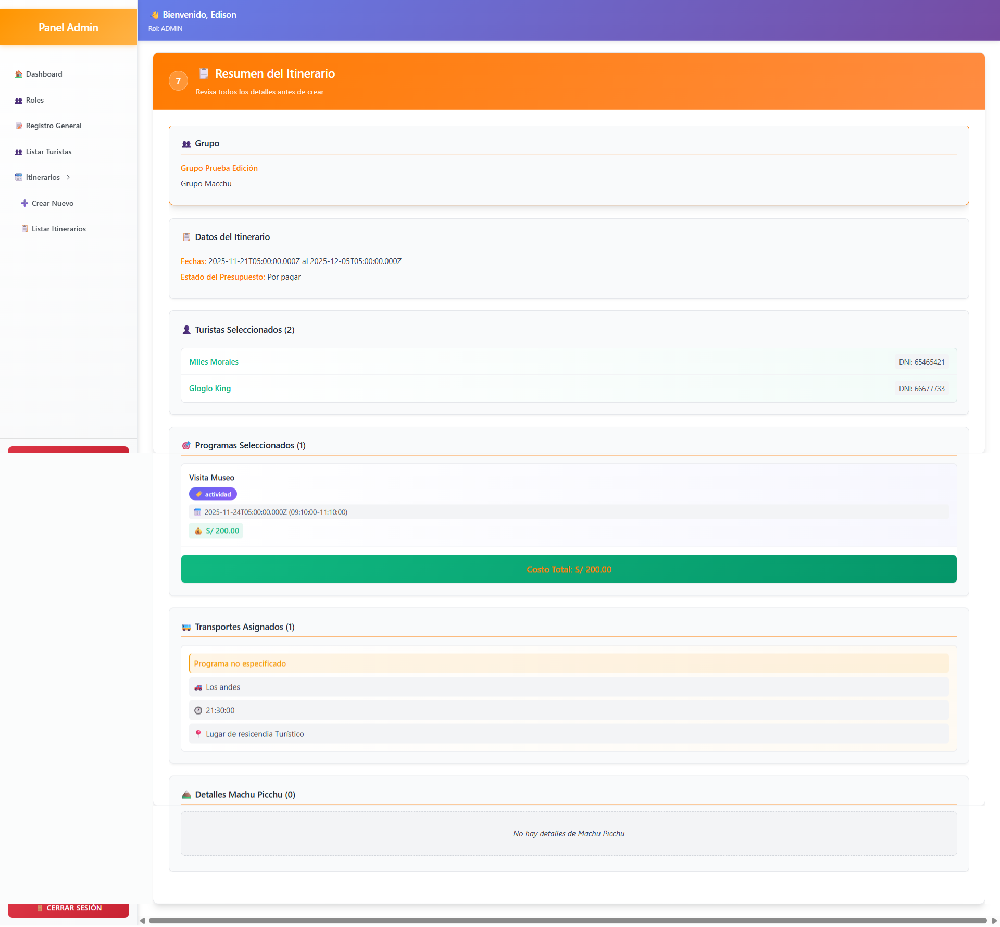 Panel Admin
Dashboard
Roles
Registro General
Listar Turistas
Itinerarios
Crear Nuevo
Listar Itinerarios
CERRAR SESIÓN
Bienvenido, Edison
Rol: ADMIN
7
Resumen del Itinerario
Revisa todos los detalles antes de crear
Grupo
Grupo Prueba Edición
Grupo Macchu
Datos del Itinerario
Fechas: 2025-11-21T05:00:00.000Z al 2025-12-05T05:00:00.000Z
Estado del Presupuesto: Por pagar
Turistas Seleccionados (2)
Miles Morales DNI: 65465421
Gloglo King DNI: 66677733
Programas Seleccionados (1)
Visita Museo
actividad
2025-11-24T05:00:00.000Z (09:10:00-11:10:00)
S/ 200.00
Costo Total: S/ 200.00
Transportes Asignados (1)
Programa no especificado
Los andes
21:30:00
Lugar de resicendia Turístico
Detalles Machu Picchu (0)
No hay detalles de Machu Picchu